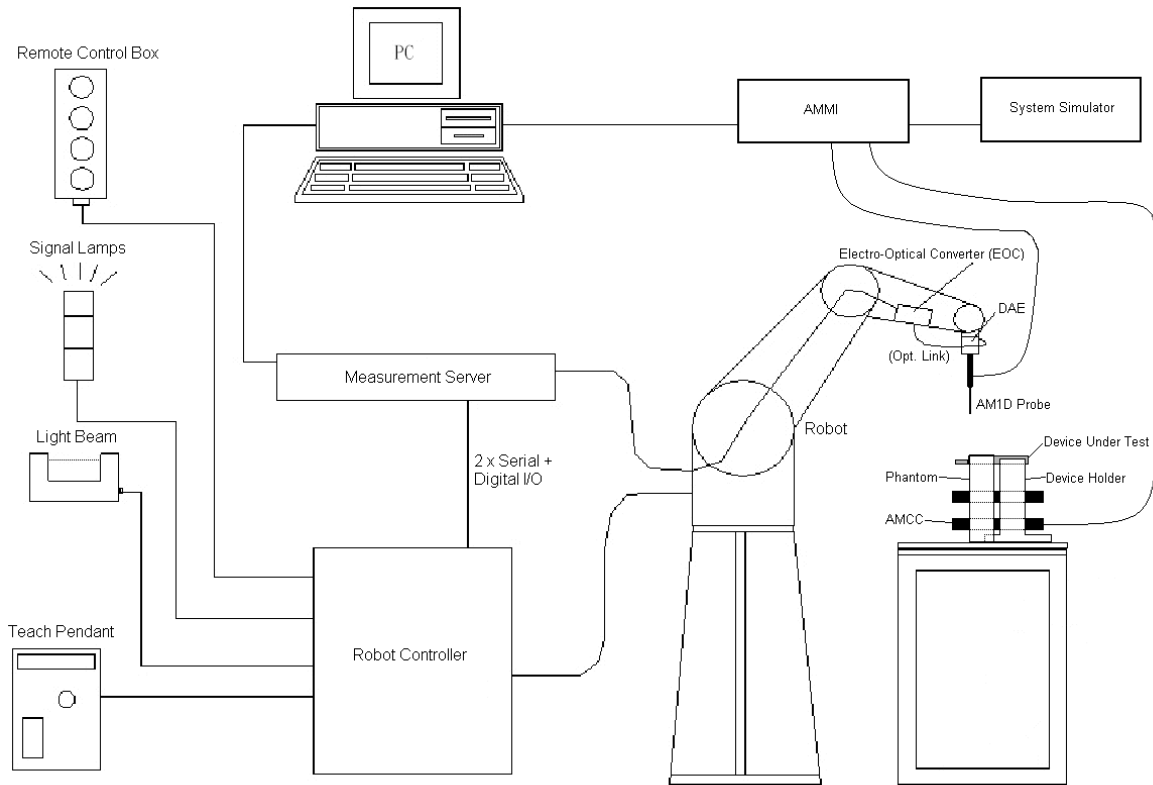 Remote Control Box
PC
AMMI
System Simulator
Signal Lamps
Electro-Optical Converter (EOC)
DAE
(Opt. Link)
Measurement Server
AM1D Probe
Robot
Light Beam
2 x Serial +
Digital I/O
Device Under Test
Phantom
Device Holder
AMCC
Teach Pendant
Robot Controller